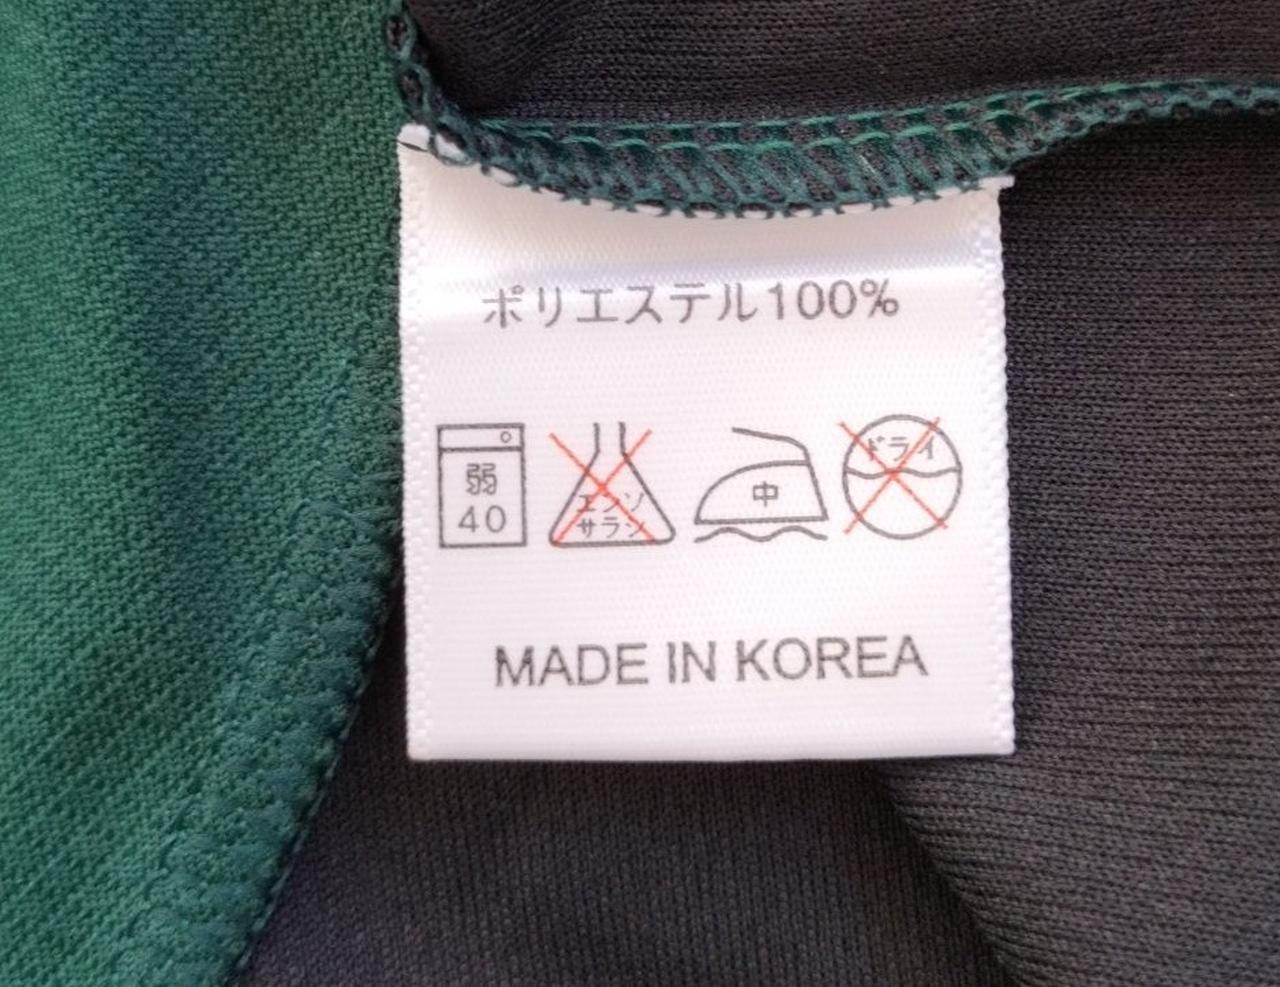 ポリエステル100%
弱
40
エンソ
サラシ
中
ドライ
MADE IN KOREA